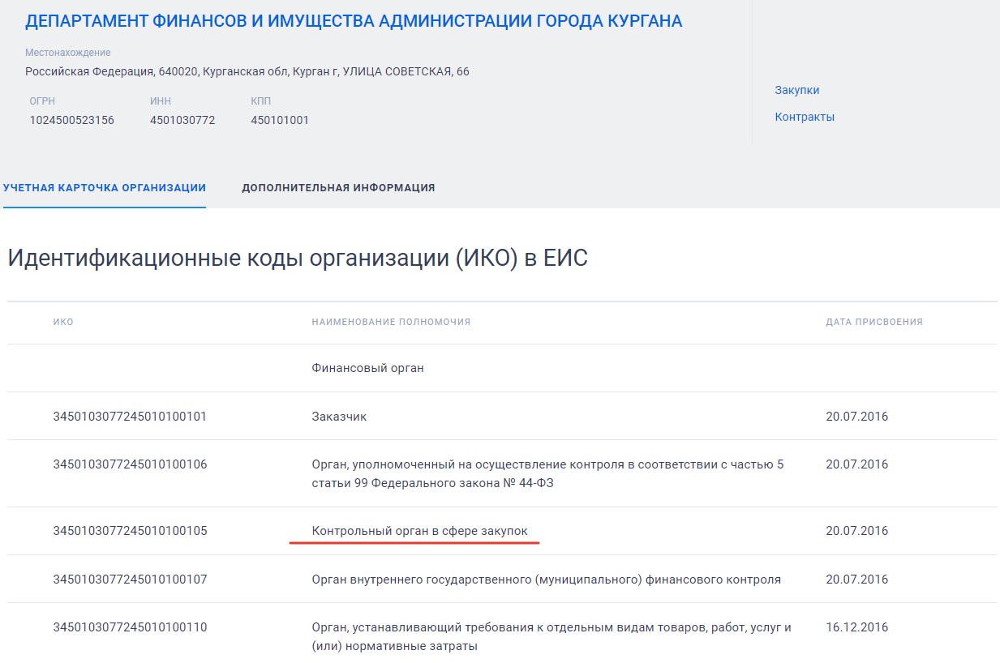 ДЕПАРТАМЕНТ ФИНАНСОВ И ИМУЩЕСТВА АДМИНИСТРАЦИИ ГОРОДА КУРГАНА
Местонахождение
Российская Федерация, 640020, Курганская обл, Курган г, УЛИЦА СОВЕТСКАЯ, 66
ОГРН ИНН КПП
1024500523156 4501030772 450101001
Закупки
Контракты
УЧЕТНАЯ КАРТОЧКА ОРГАНИЗАЦИИ ДОПОЛНИТЕЛЬНАЯ ИНФОРМАЦИЯ
Идентификационные коды организации (ИКО) в ЕИС
ИКО НАИМЕНОВАНИЕ ПОЛНОМОЧИЯ ДАТА ПРИСВОЕНИЯ
Финансовый орган
3450103077245010100101 Заказчик 20.07.2016
3450103077245010100106 Орган, уполномоченный на осуществление контроля в соответствии с частью 5 20.07.2016
статьи 99 Федерального закона № 44-ФЗ
3450103077245010100105 Контрольный орган в сфере закупок 20.07.2016
3450103077245010100107 Орган внутреннего государственного (муниципального) финансового контроля 20.07.2016
3450103077245010100110 Орган, устанавливающий требования к отдельным видам товаров, работ, услуг и 16.12.2016
(или) нормативные затраты